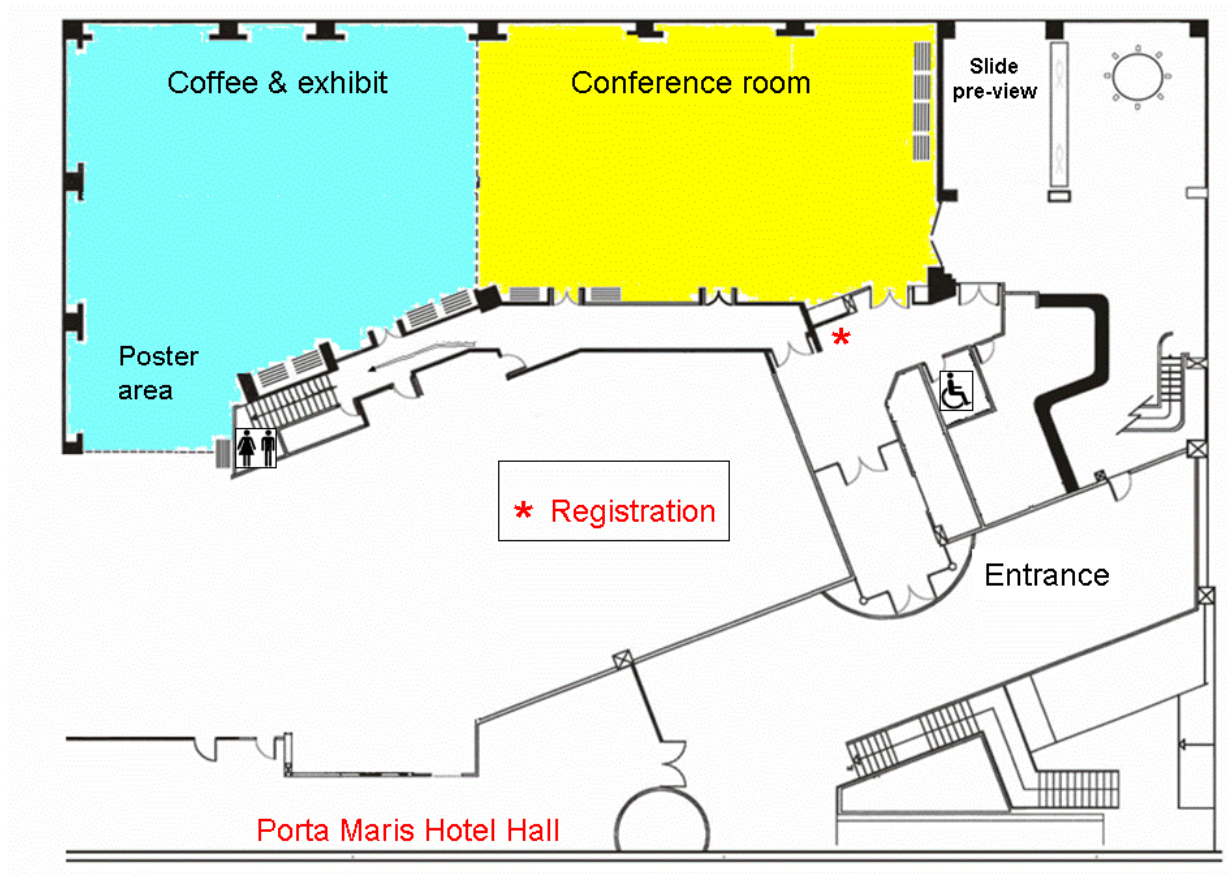 Coffee & exhibit
Conference room
Slide
pre-view
Poster
area
* Registration
*
Entrance
Porta Maris Hotel Hall